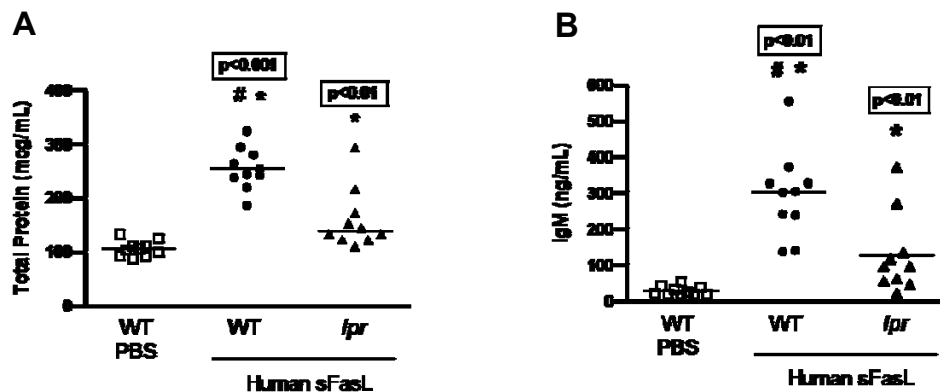 A
p<0.001
# *
p<0.01
*
Total Protein (mcg/mL)
400
300
200
100
0
WT
PBS
WT
lpr
Human sFasL
B
p<0.01
# *
p<0.01
*
IgM (ng/mL)
600
500
400
300
200
100
0
WT
PBS
WT
lpr
Human sFasL